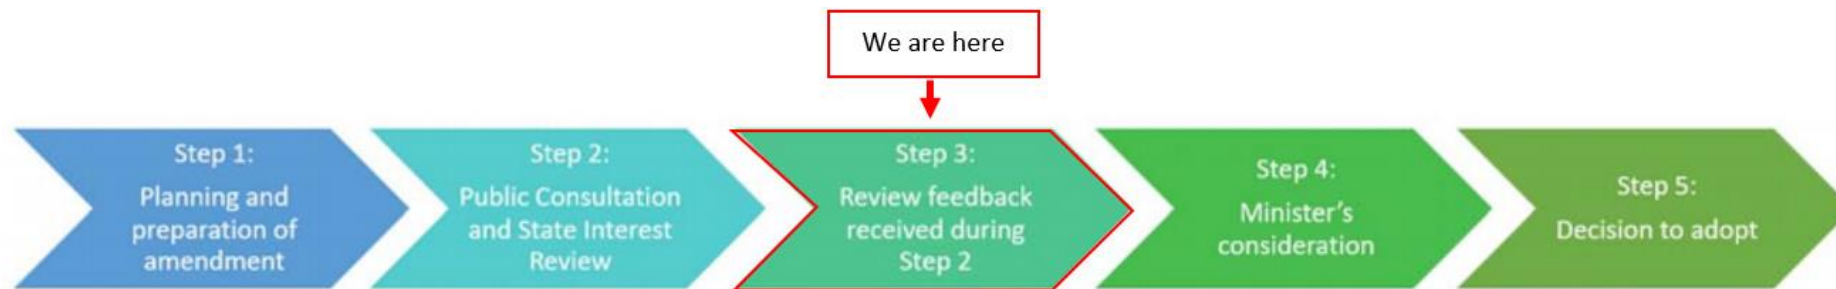 We are here
Step 1:
Planning and
preparation of
amendment
Step 2:
Public Consultation
and State Interest
Review
Step 3:
Review feedback
received during
Step 2
Step 4:
Minister’s
consideration
Step 5:
Decision to adopt